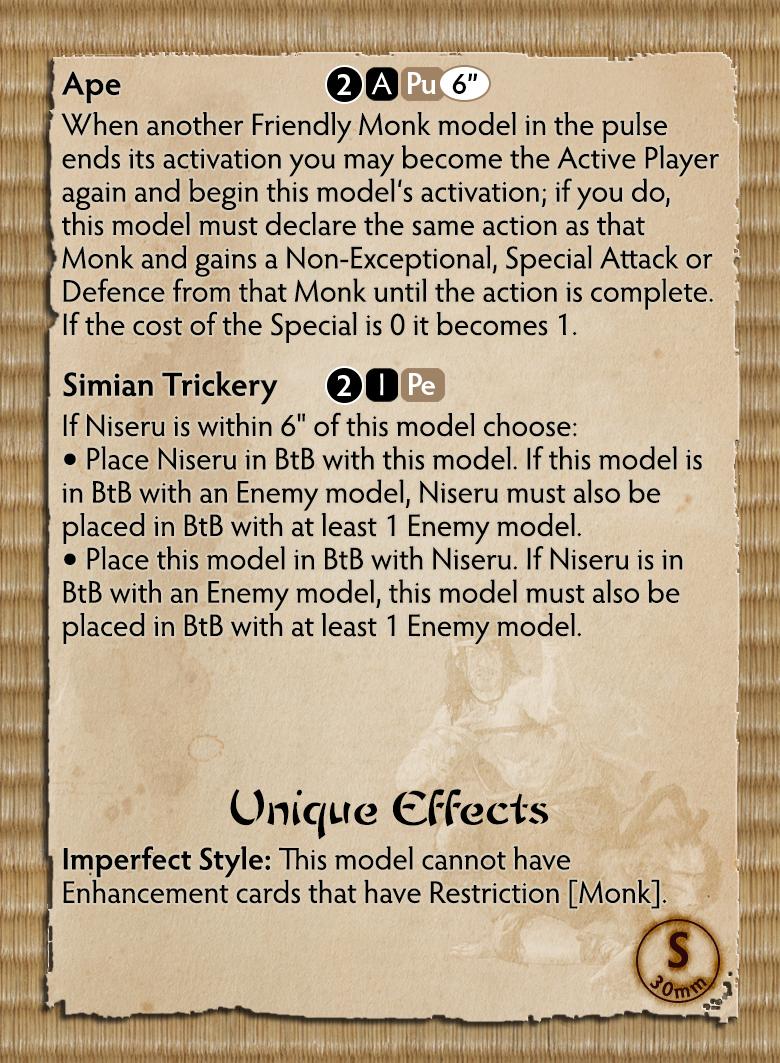 Ape 2 A Pu 6"
When another Friendly Monk model in the pulse
ends its activation you may become the Active Player
again and begin this model's activation; if you do,
this model must declare the same action as that
Monk and gains a Non-Exceptional, Special Attack or
Defence from that Monk until the action is complete.
If the cost of the Special is 0 it becomes 1.
Simian Trickery 2 I Pe
If Niseru is within 6" of this model choose:
• Place Niseru in BtB with this model. If this model is
in BtB with an Enemy model, Niseru must also be
placed in BtB with at least 1 Enemy model.
• Place this model in BtB with Niseru. If Niseru is in
BtB with an Enemy model, this model must also be
placed in BtB with at least 1 Enemy model.
Unique Effects
Imperfect Style: This model cannot have
Enhancement cards that have Restriction [Monk].
S
30mm